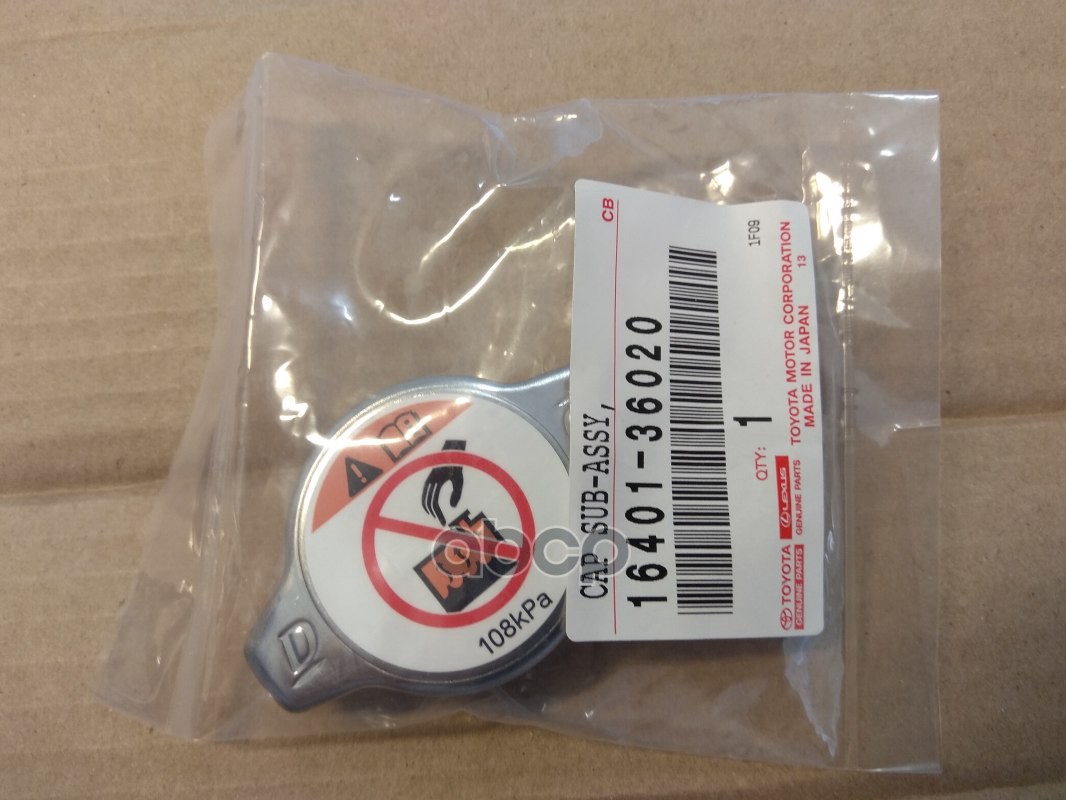 CB
CAP SUB-ASSY,
16401-36020
1F09
QTY: 1
TOYOTA
GENUINE PARTS
LEXUS
GENUINE PARTS
TOYOTA MOTOR CORPORATION
MADE IN JAPAN 13
108kPa
D
abcp